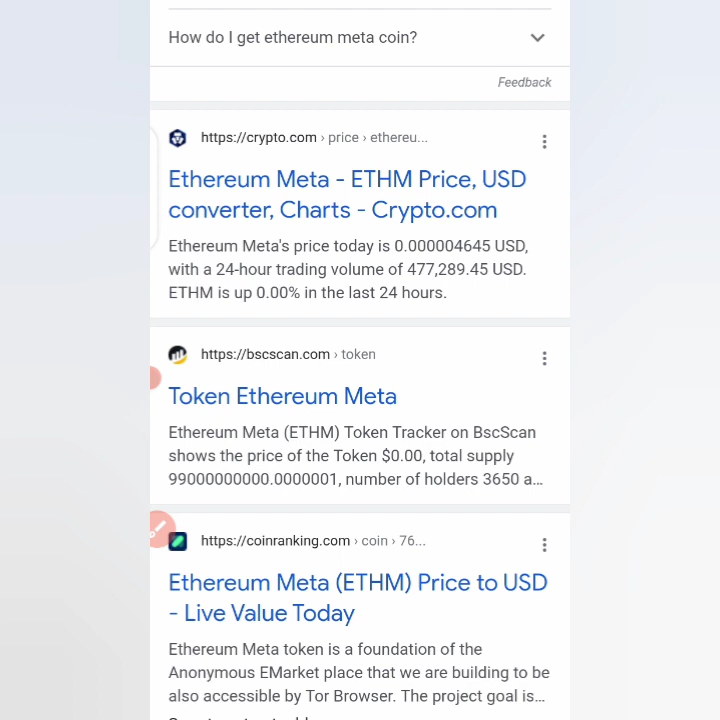 How do I get ethereum meta coin?
Feedback
https://crypto.com › price › ethereu...
Ethereum Meta - ETHM Price, USD
converter, Charts - Crypto.com
Ethereum Meta's price today is 0.000004645 USD,
with a 24-hour trading volume of 477,289.45 USD.
ETHM is up 0.00% in the last 24 hours.
https://bscscan.com › token
Token Ethereum Meta
Ethereum Meta (ETHM) Token Tracker on BscScan
shows the price of the Token $0.00, total supply
99000000000.0000001, number of holders 3650 a...
https://coinranking.com › coin › 76...
Ethereum Meta (ETHM) Price to USD
- Live Value Today
Ethereum Meta token is a foundation of the
Anonymous EMarket place that we are building to be
also accessible by Tor Browser. The project goal is...